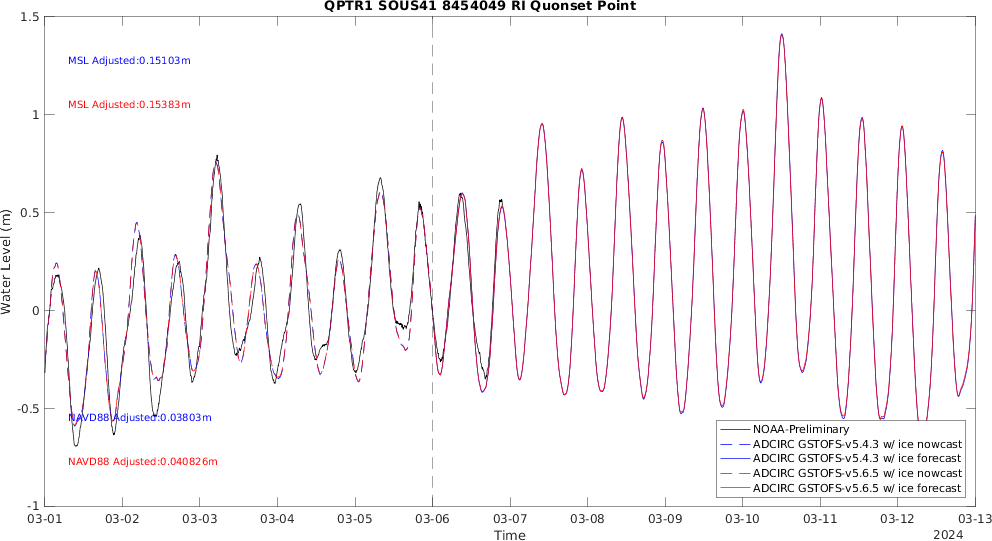 QPTR1 SOUS41 8454049 RI Quonset Point
1.5
1
0.5
0
-0.5
-1
Water Level (m)
MSL Adjusted:0.15103m
MSL Adjusted:0.15383m
NAVD88 Adjusted:0.03803m
NAVD88 Adjusted:0.040826m
NOAA-Preliminary
ADCIRC GSTOFS-v5.4.3 w/ ice nowcast
ADCIRC GSTOFS-v5.4.3 w/ ice forecast
ADCIRC GSTOFS-v5.6.5 w/ ice nowcast
ADCIRC GSTOFS-v5.6.5 w/ ice forecast
03-01 03-02 03-03 03-04 03-05 03-06 03-07 03-08 03-09 03-10 03-11 03-12 03-13
Time
2024